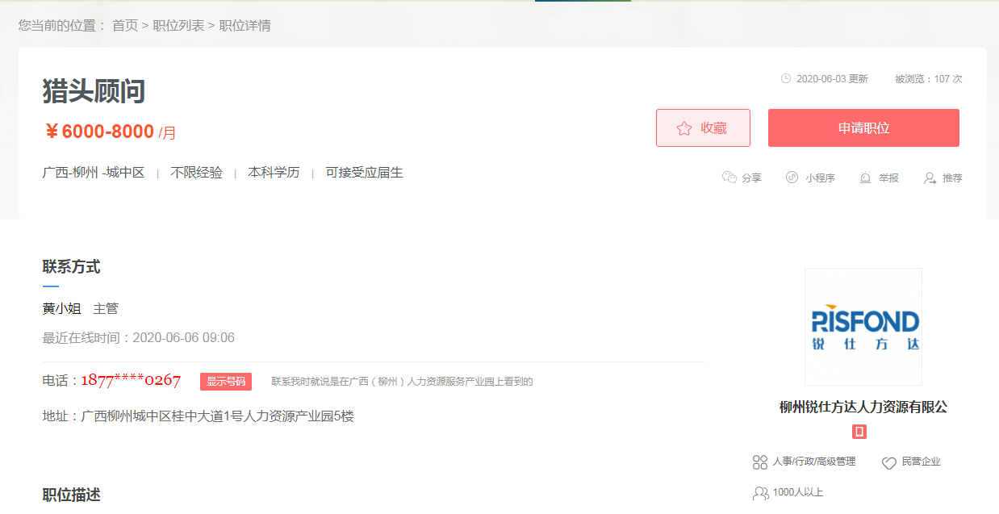 您当前的位置： 首页 > 职位列表 > 职位详情
猎头顾问
2020-06-03 更新 被浏览：107 次
￥6000-8000 /月
收藏
申请职位
广西-柳州 -城中区 | 不限经验 | 本科学历 | 可接受应届生
分享 小程序 举报 推荐
联系方式
黄小姐 主管
最近在线时间：2020-06-06 09:06
电话：1877****0267 显示号码 联系我时就说是在广西（柳州）人力资源服务产业园上看到的
地址：广西柳州城中区桂中大道1号人力资源产业园5楼
职位描述
RISFOND
锐仕方达
柳州锐仕方达人力资源有限公
人事/行政/高级管理 民营企业
1000人以上